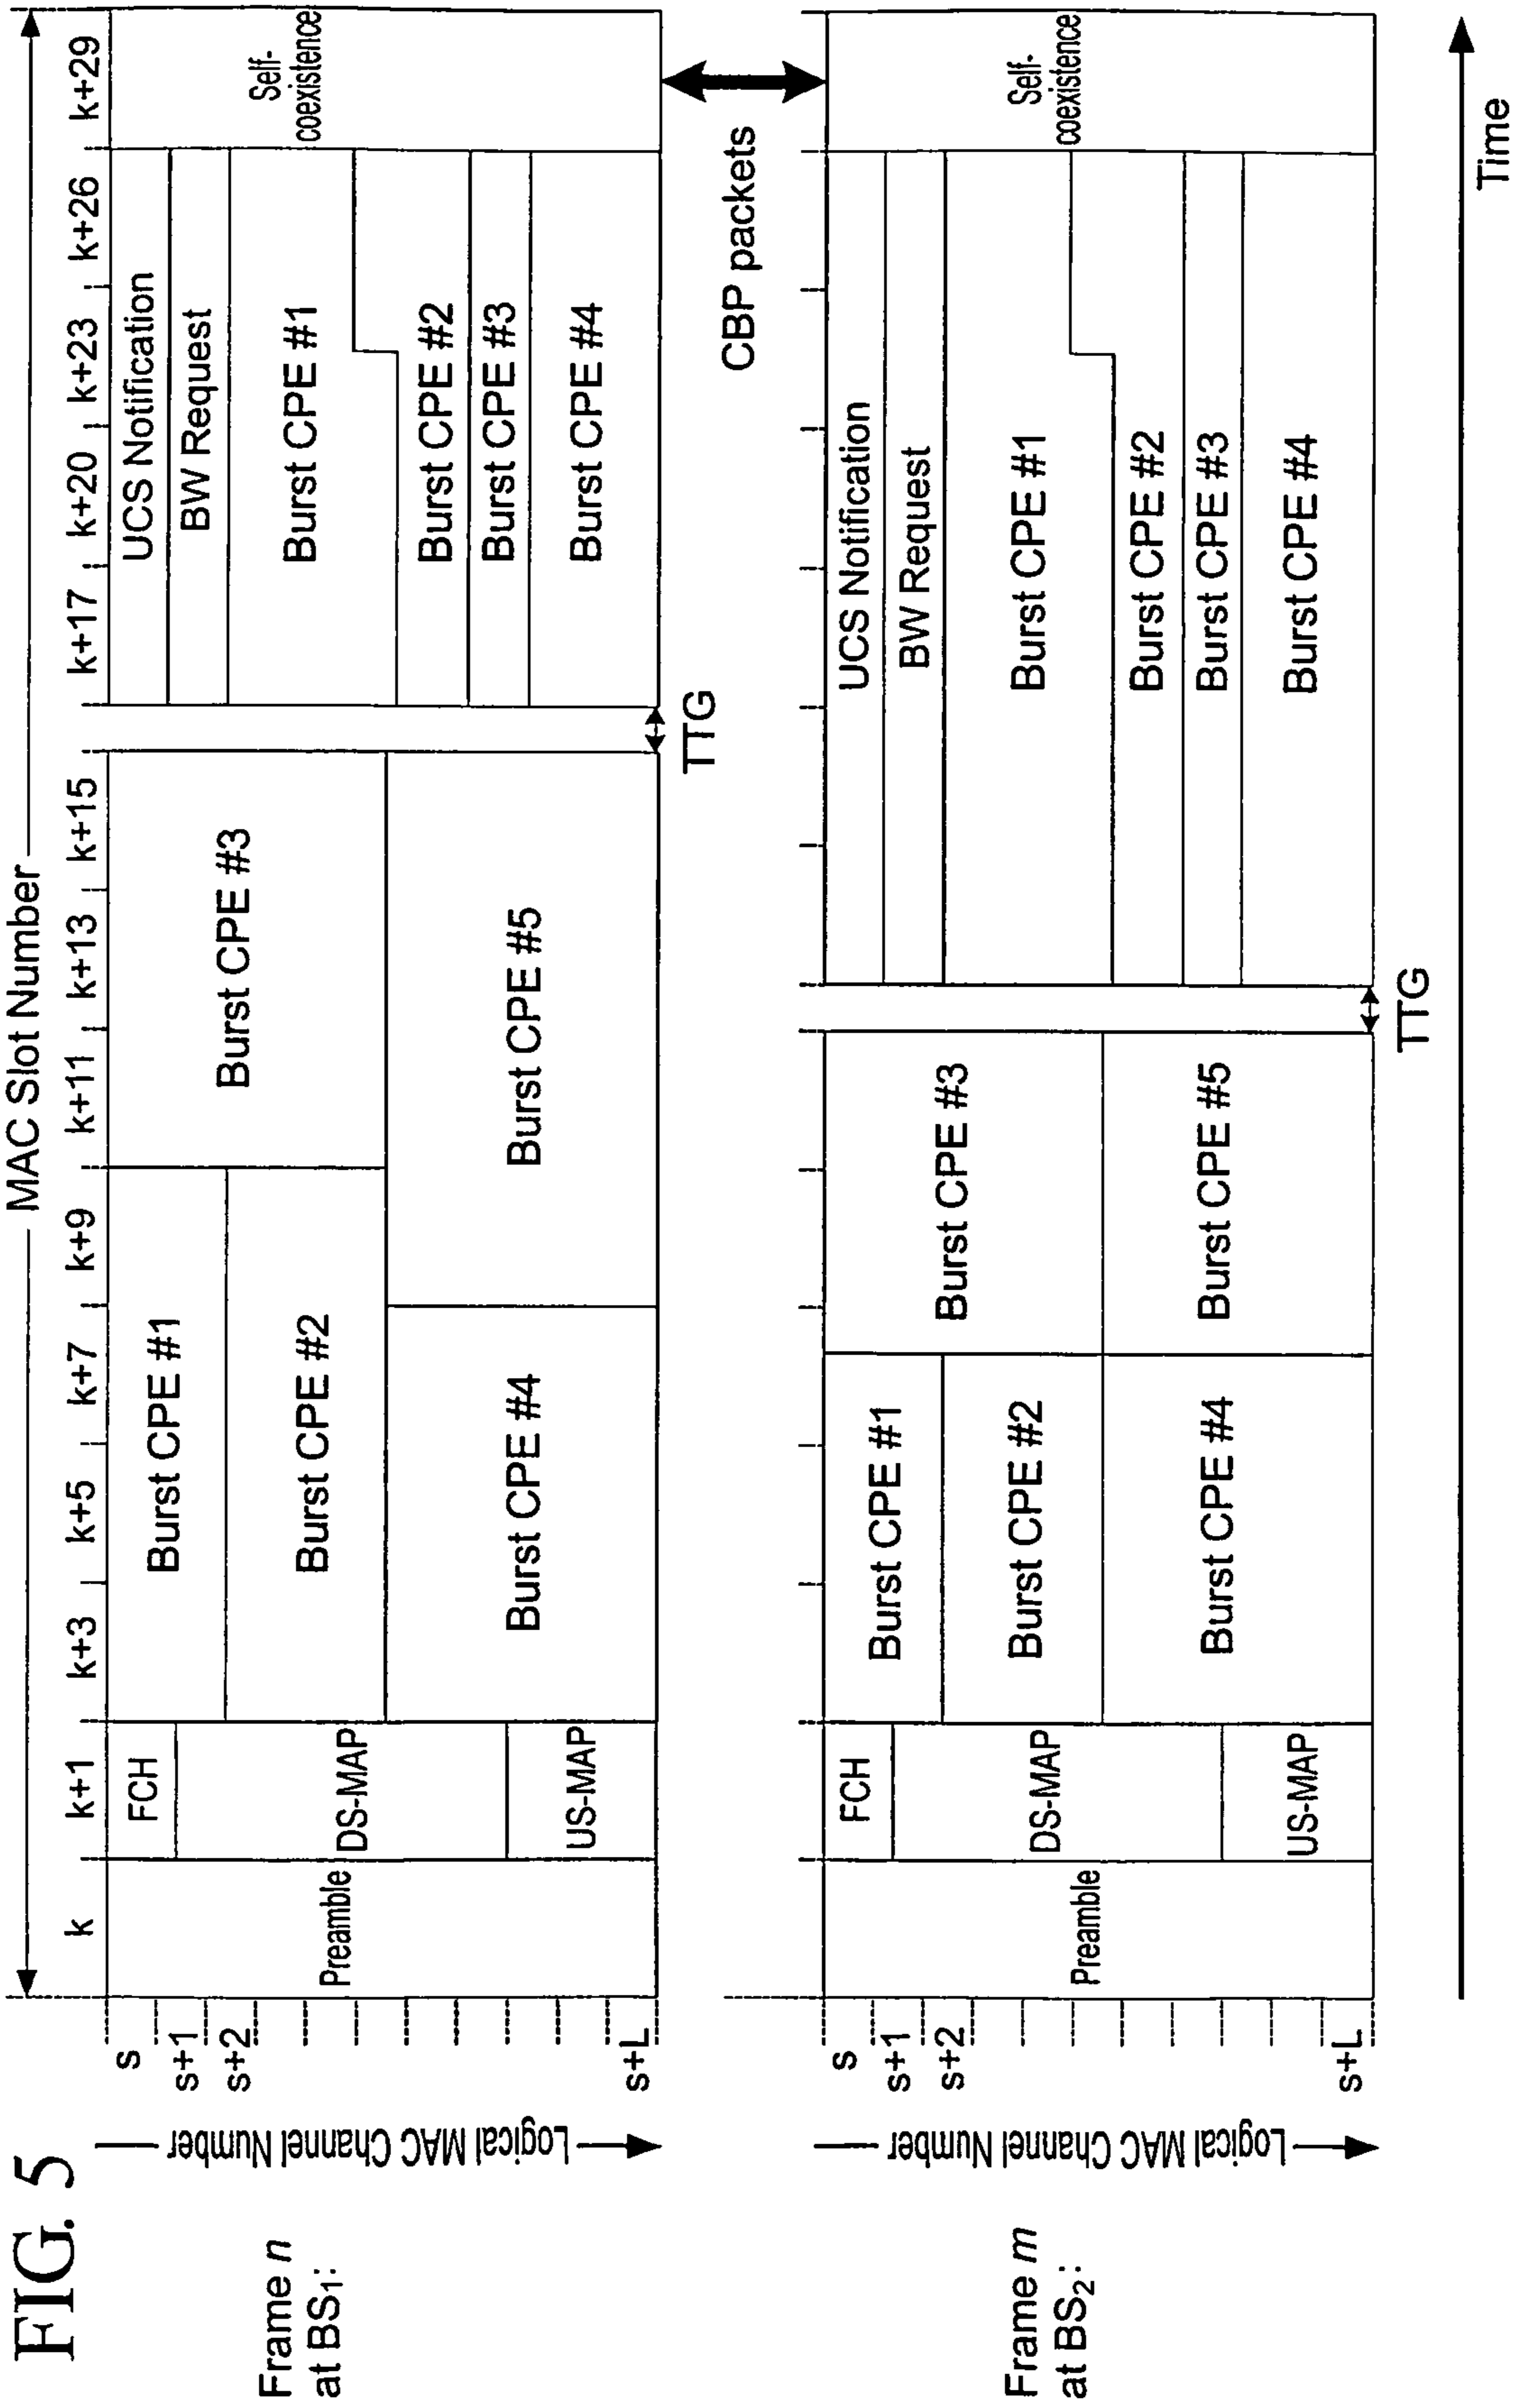 FIG. 5
MAC Slot Number
k k+1 k+3 k+5 k+7 k+9 k+11 k+13 k+15 k+17 k+20 k+23 k+26 k+29
Frame n
at BS1:
Logical MAC Channel Number
s
s+1
s+2
s+L
Preamble
FCH
DS-MAP
US-MAP
Burst CPE #1
Burst CPE #2
Burst CPE #4
Burst CPE #3
Burst CPE #5
TTG
UCS Notification
BW Request
Burst CPE #1
Burst CPE #2
Burst CPE #3
Burst CPE #4
Self-
coexistence
CBP packets
Frame m
at BS2:
Logical MAC Channel Number
s
s+1
s+2
s+L
Preamble
FCH
DS-MAP
US-MAP
Burst CPE #1
Burst CPE #2
Burst CPE #4
Burst CPE #3
Burst CPE #5
TTG
UCS Notification
BW Request
Burst CPE #1
Burst CPE #2
Burst CPE #3
Burst CPE #4
Self-
coexistence
Time